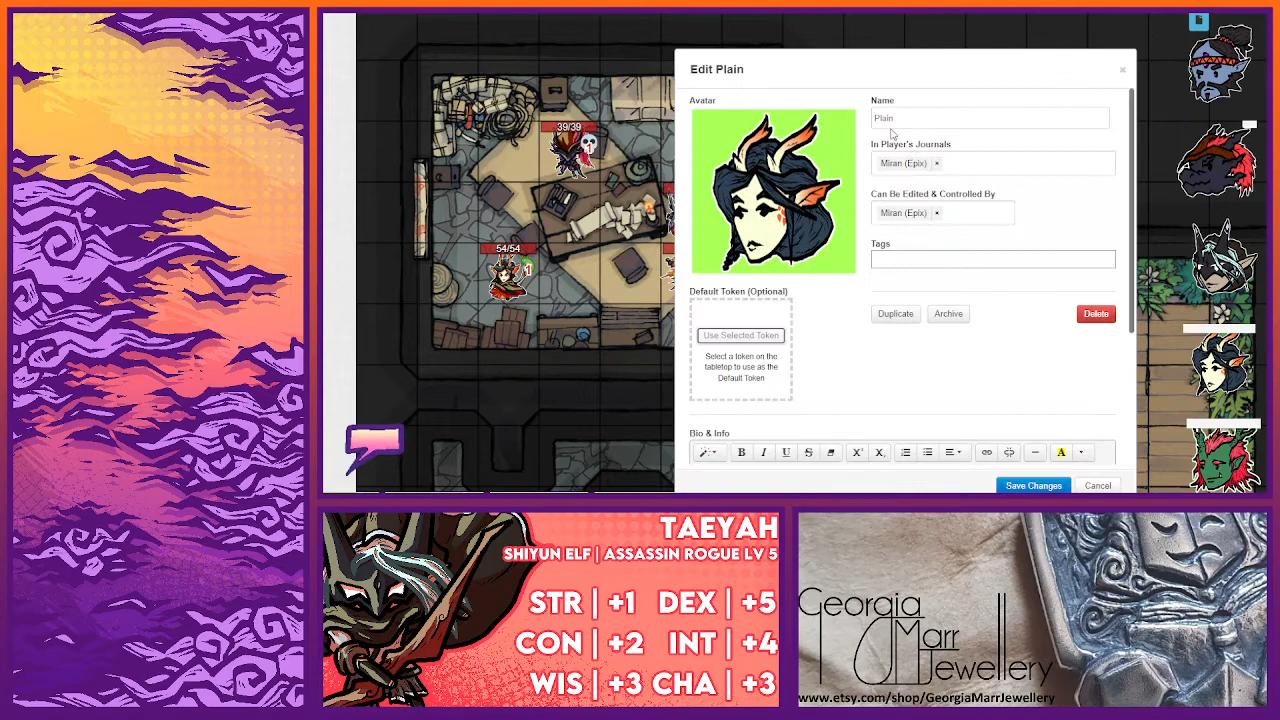 Edit Plain
×
Avatar
Name
Plain
In Player's Journals
Miran (Epix) ×
Can Be Edited & Controlled By
Miran (Epix) ×
Tags
Default Token (Optional)
Use Selected Token
Select a token on the
tabletop to use as the
Default Token
Duplicate
Archive
Delete
Bio & Info
B I U S
Save Changes
Cancel
39/39
1
54/54
1
TAEYAH
SHIYUN ELF | ASSASSIN ROGUE LV 5
STR | +1 DEX | +5
CON | +2 INT | +4
WIS | +3 CHA | +3
Georgia
Marr
Jewellery
www.etsy.com/shop/GeorgiaMarrJewellery